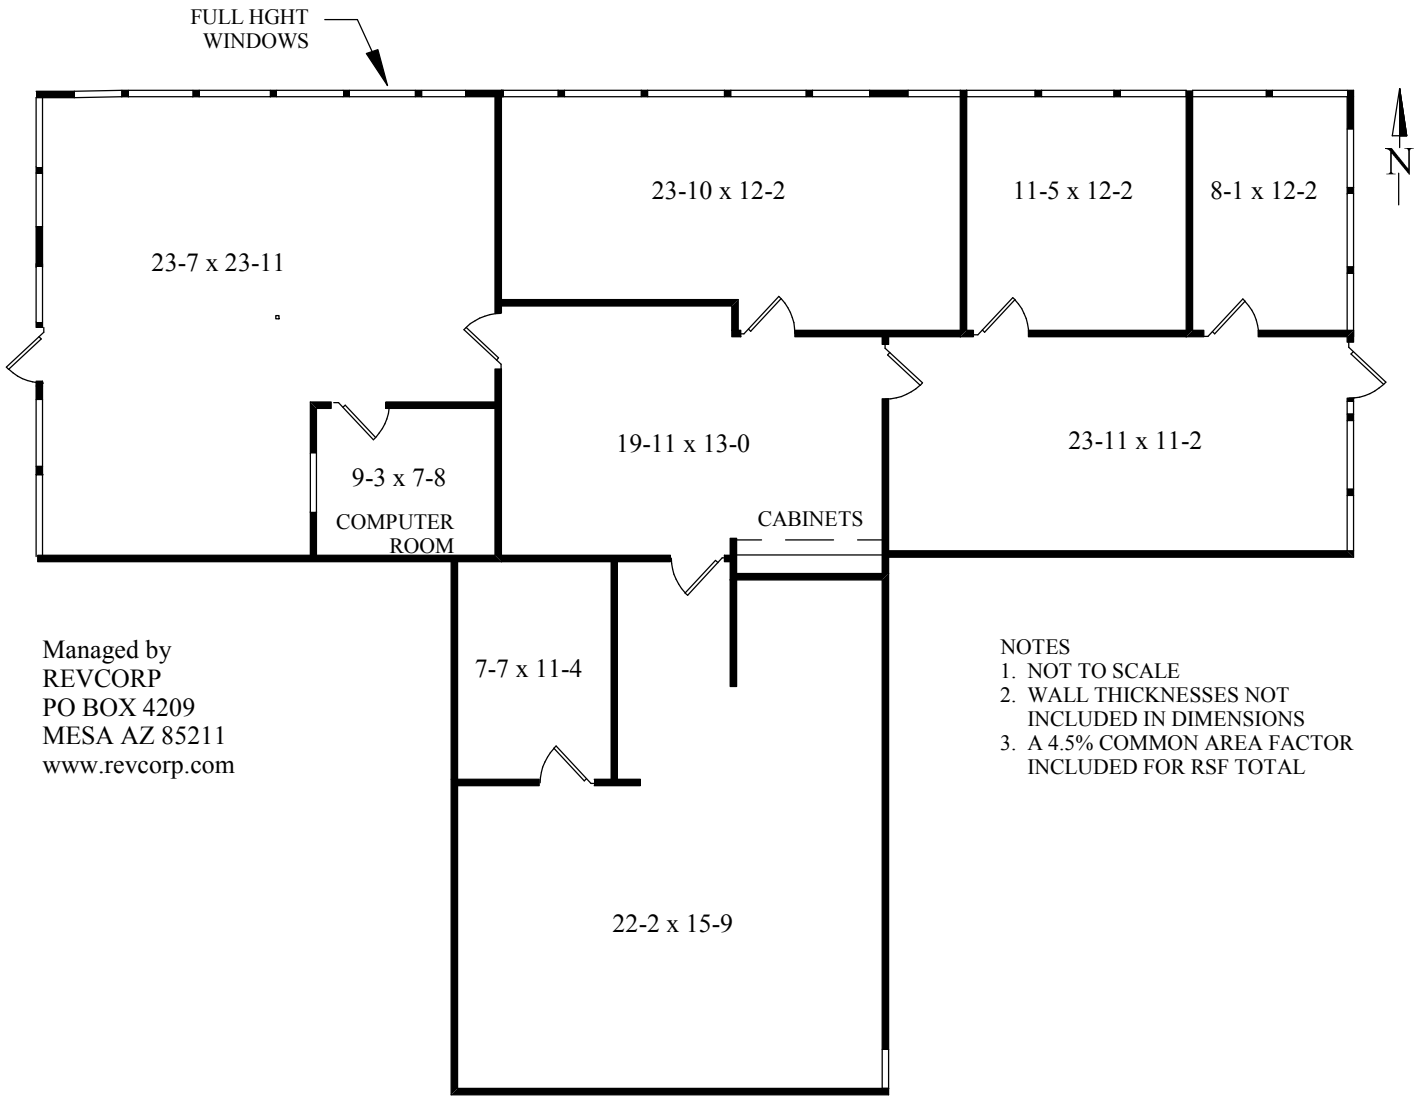 FULL HGHT
WINDOWS
N
23-10 x 12-2
11-5 x 12-2
8-1 x 12-2
23-7 x 23-11
19-11 x 13-0
23-11 x 11-2
9-3 x 7-8
COMPUTER
ROOM
CABINETS
7-7 x 11-4
22-2 x 15-9
Managed by
REVCORP
PO BOX 4209
MESA AZ 85211
www.revcorp.com
NOTES
1. NOT TO SCALE
2. WALL THICKNESSES NOT
INCLUDED IN DIMENSIONS
3. A 4.5% COMMON AREA FACTOR
INCLUDED FOR RSF TOTAL